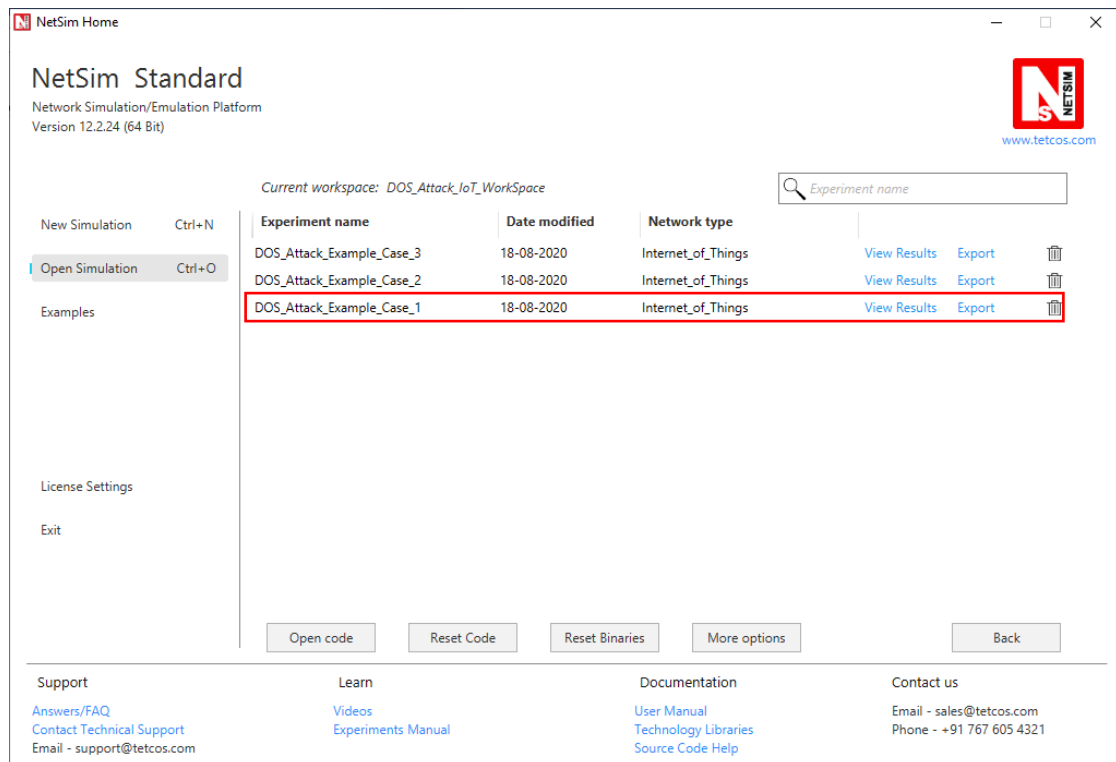 NetSim Home
NetSim Standard
Network Simulation/Emulation Platform
Version 12.2.24 (64 Bit)
NETSIM
www.tetcos.com
Current workspace: DOS_Attack_IoT_WorkSpace
Experiment name
New Simulation Ctrl+N
Open Simulation Ctrl+O
Examples
License Settings
Exit
Experiment name Date modified Network type
DOS_Attack_Example_Case_3 18-08-2020 Internet_of_Things View Results Export
DOS_Attack_Example_Case_2 18-08-2020 Internet_of_Things View Results Export
DOS_Attack_Example_Case_1 18-08-2020 Internet_of_Things View Results Export
Open code Reset Code Reset Binaries More options Back
Support
Answers/FAQ
Contact Technical Support
Email - support@tetcos.com
Learn
Videos
Experiments Manual
Documentation
User Manual
Technology Libraries
Source Code Help
Contact us
Email - sales@tetcos.com
Phone - +91 767 605 4321